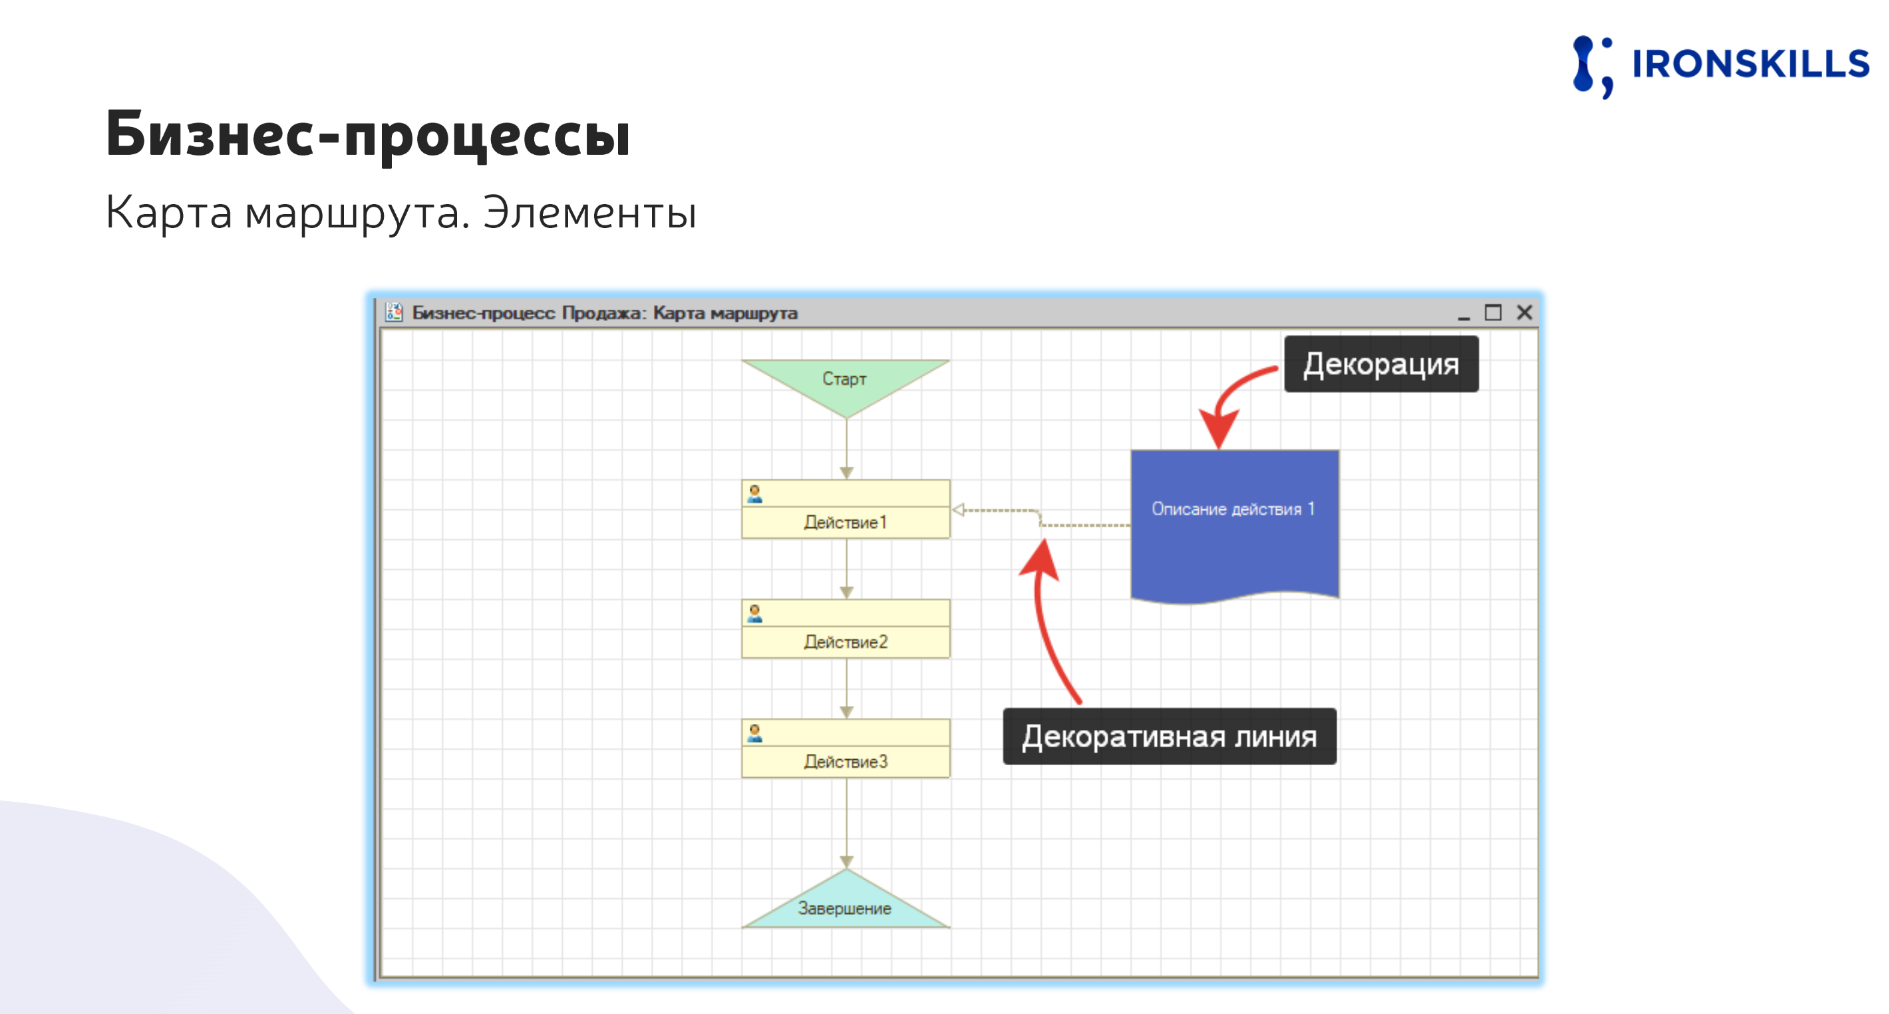 IRONSKILLS
Бизнес-процессы
Карта маршрута. Элементы
Бизнес-процесс Продажа: Карта маршрута
Декорация
Старт
Описание действия 1
Действие1
Действие2
Декоративная линия
Действие3
Завершение